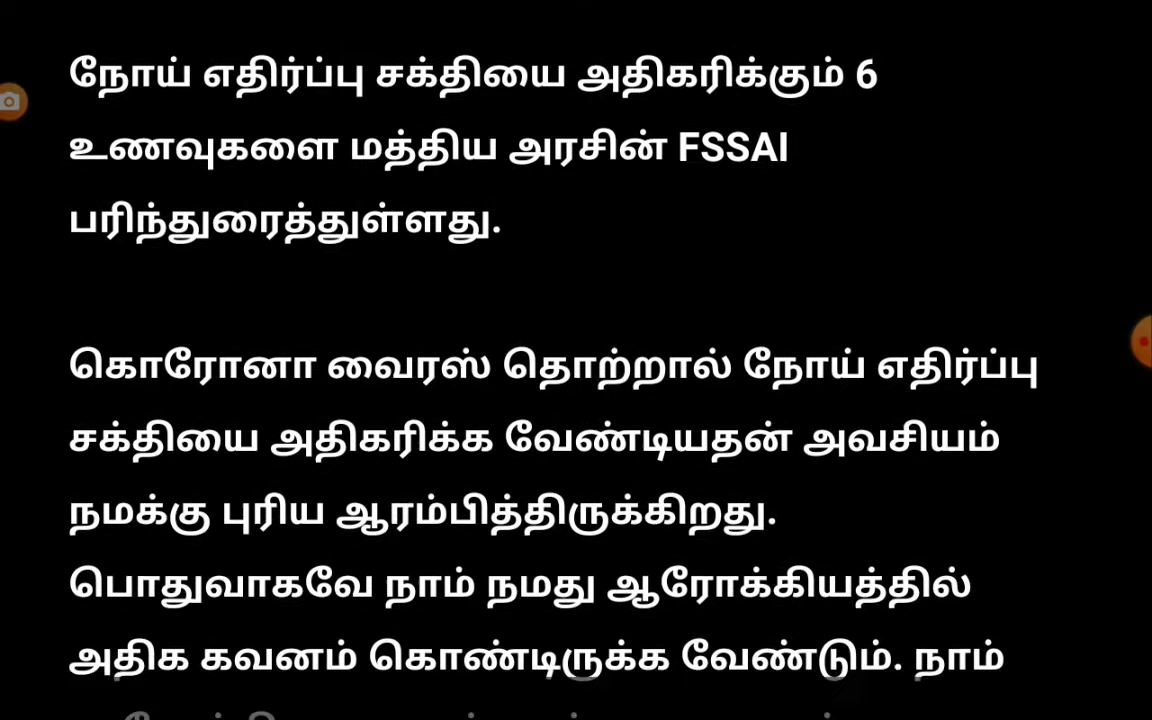 நோய் எதிர்ப்பு சக்தியை அதிகரிக்கும் 6
உணவுகளை மத்திய அரசின் FSSAI
பரிந்துரைத்துள்ளது.
கொரோனா வைரஸ் தொற்றால் நோய் எதிர்ப்பு
சக்தியை அதிகரிக்க வேண்டியதன் அவசியம்
நமக்கு புரிய ஆரம்பித்திருக்கிறது.
பொதுவாகவே நாம் நமது ஆரோக்கியத்தில்
அதிக கவனம் கொண்டிருக்க வேண்டும். நாம்